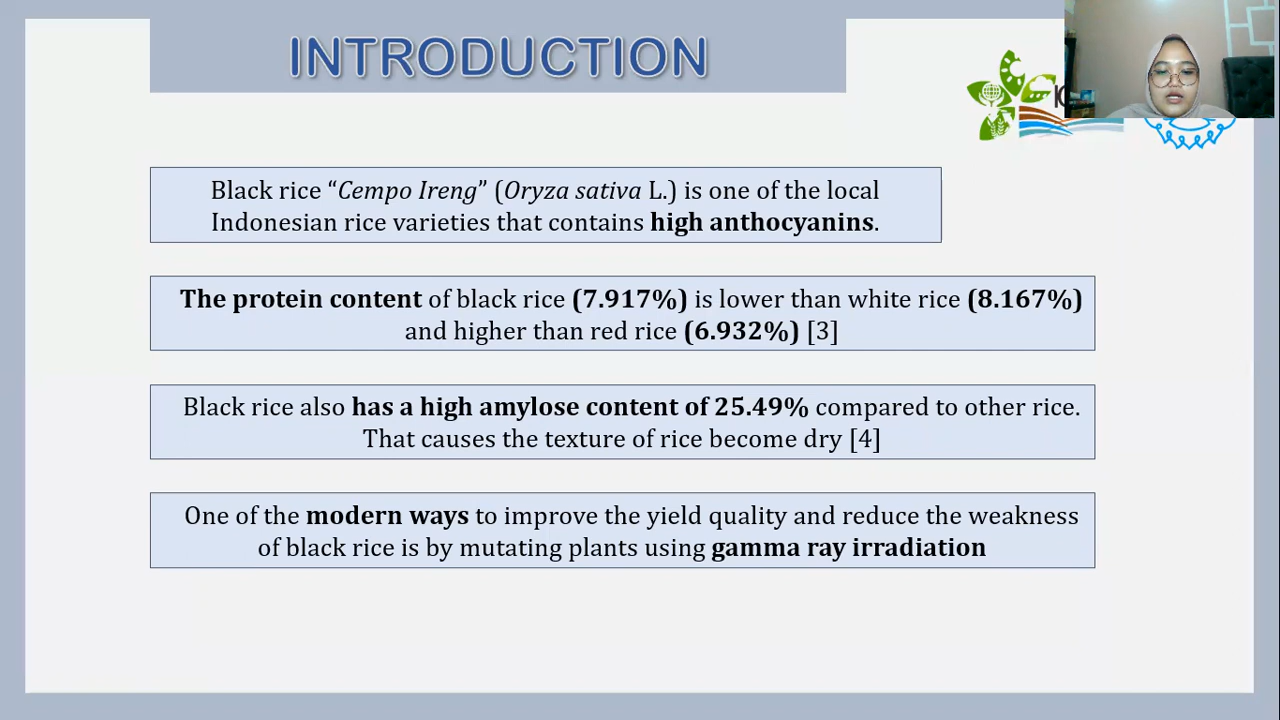 INTRODUCTION
Black rice “Cempo Ireng” (Oryza sativa L.) is one of the local
Indonesian rice varieties that contains high anthocyanins.
The protein content of black rice (7.917%) is lower than white rice (8.167%)
and higher than red rice (6.932%) [3]
Black rice also has a high amylose content of 25.49% compared to other rice.
That causes the texture of rice become dry [4]
One of the modern ways to improve the yield quality and reduce the weakness
of black rice is by mutating plants using gamma ray irradiation